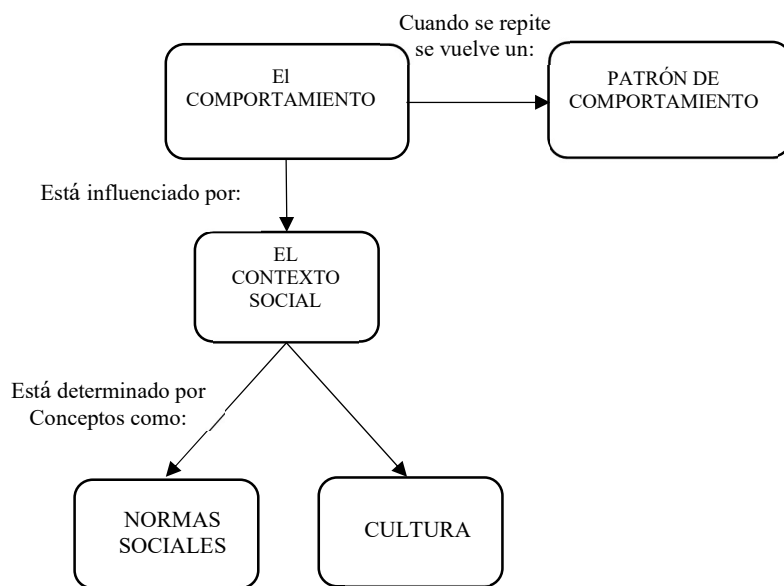 Cuando se repite
se vuelve un:
El
COMPORTAMIENTO
PATRÓN DE
COMPORTAMIENTO
Está influenciado por:
EL
CONTEXTO
SOCIAL
Está determinado por
Conceptos como:
NORMAS
SOCIALES
CULTURA